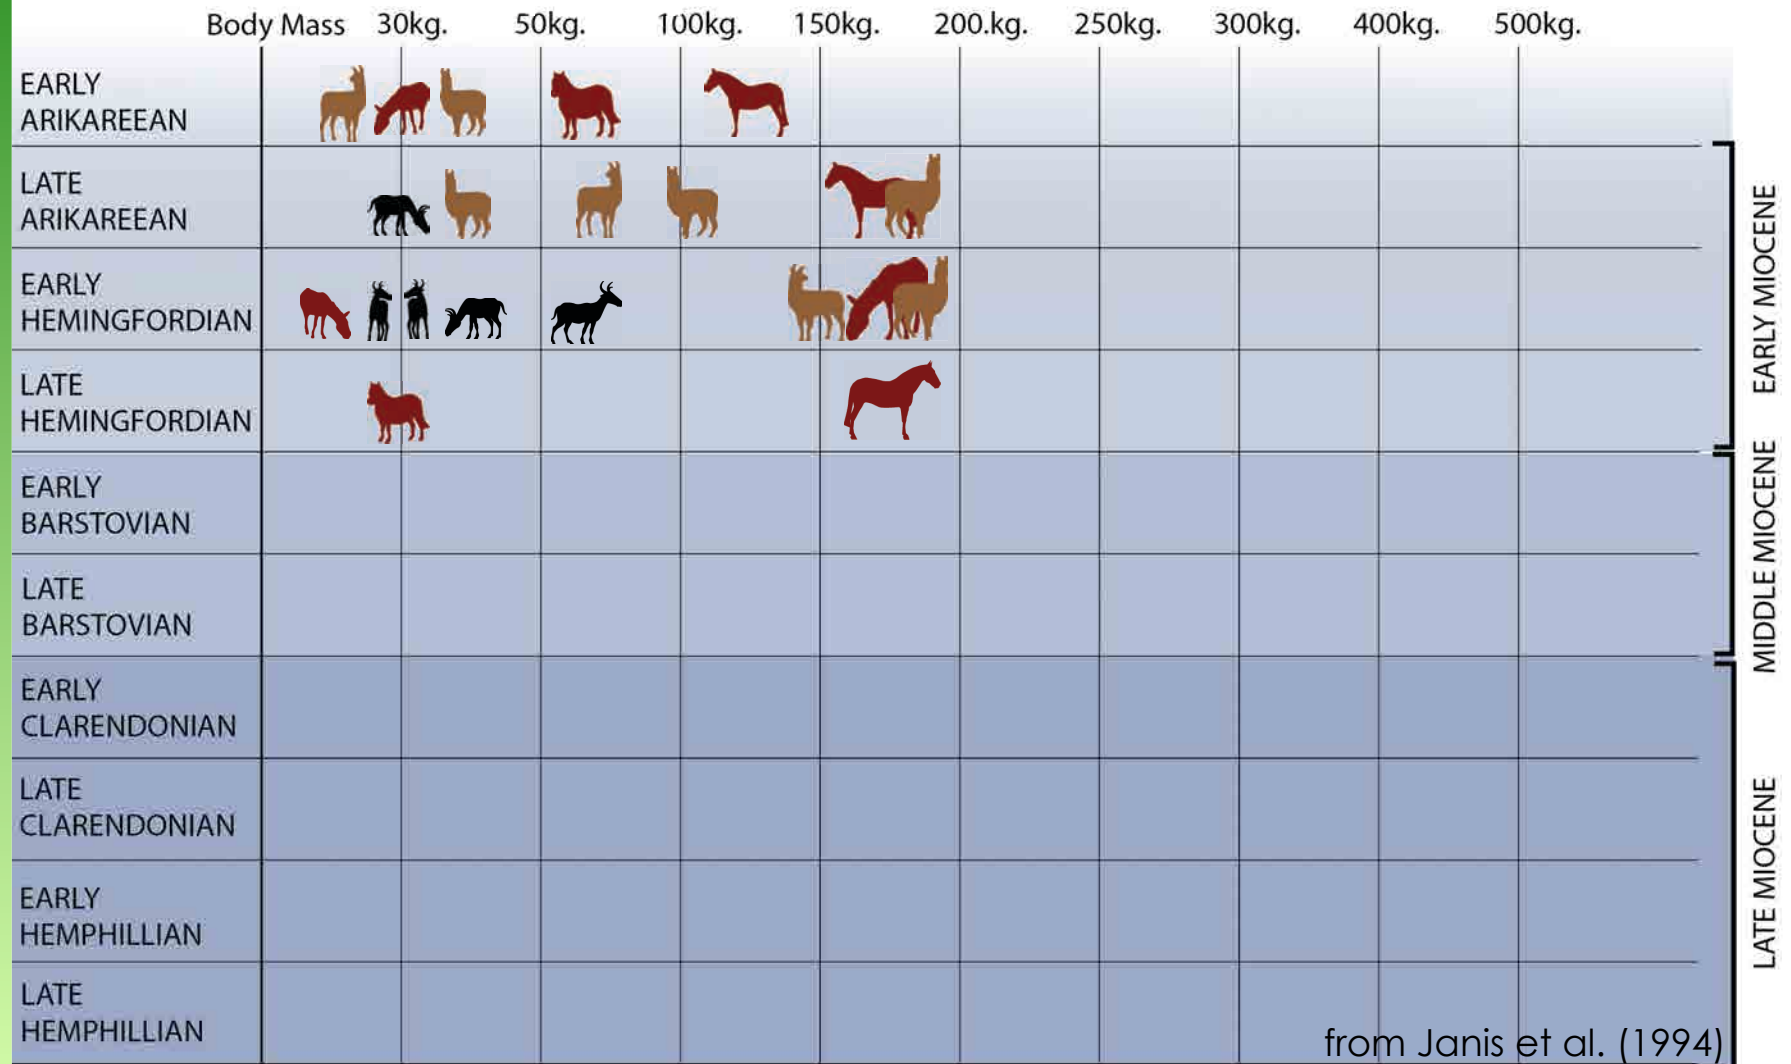 Body Mass 30kg. 50kg. 100kg. 150kg. 200.kg. 250kg. 300kg. 400kg. 500kg.
EARLY
ARIKAREEAN
LATE
ARIKAREEAN
EARLY
HEMINGFORDIAN
LATE
HEMINGFORDIAN
EARLY
BARSTOVIAN
LATE
BARSTOVIAN
EARLY
CLARENDONIAN
LATE
CLARENDONIAN
EARLY
HEMPHILLIAN
LATE
HEMPHILLIAN
EARLY MIOCENE
MIDDLE MIOCENE
LATE MIOCENE
from Janis et al. (1994)